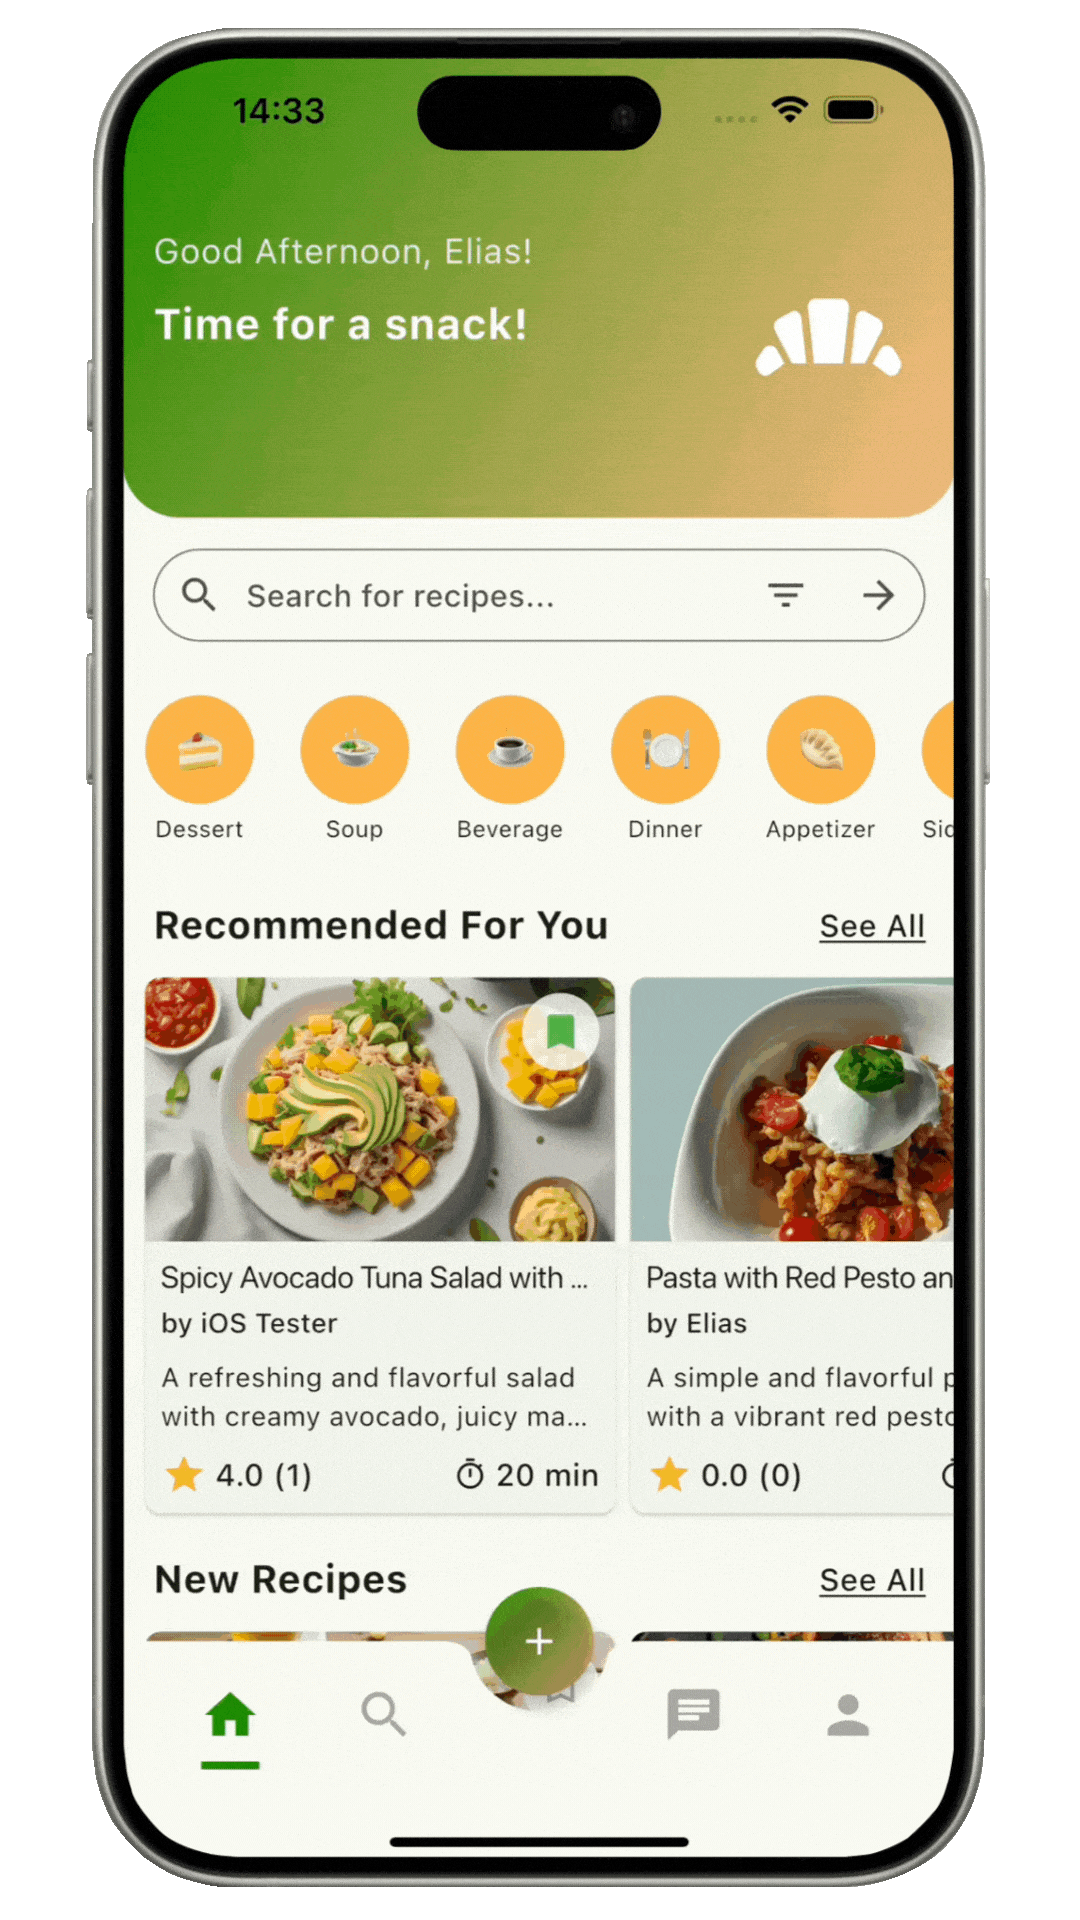 14:33
Good Afternoon, Elias!
Time for a snack!
Search for recipes...
Dessert
Soup
Beverage
Dinner
Appetizer
Sid
Recommended For You
See All
Spicy Avocado Tuna Salad with ...
by iOS Tester
A refreshing and flavorful salad
with creamy avocado, juicy ma...
4.0 (1)
20 min
Pasta with Red Pesto an
by Elias
A simple and flavorful p
with a vibrant red pesto
0.0 (0)
New Recipes
See All